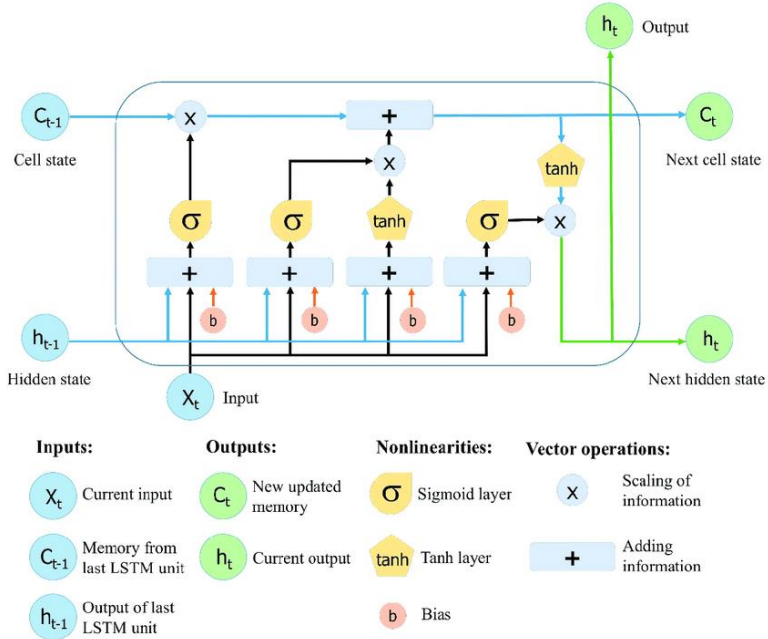 hₜ Output
Cₜ₋₁ x + Cₜ
Cell state Next cell state
x tanh
σ σ tanh σ x
+ + + +
b b b b
hₜ₋₁ hₜ
Hidden state Next hidden state
Xₜ Input
Inputs: Outputs: Nonlinearities: Vector operations:
Xₜ Current input
Cₜ₋₁ Memory from
last LSTM unit
hₜ₋₁ Output of last
LSTM unit
Cₜ New updated
memory
hₜ Current output
σ Sigmoid layer
tanh Tanh layer
b Bias
x Scaling of
information
+ Adding
information